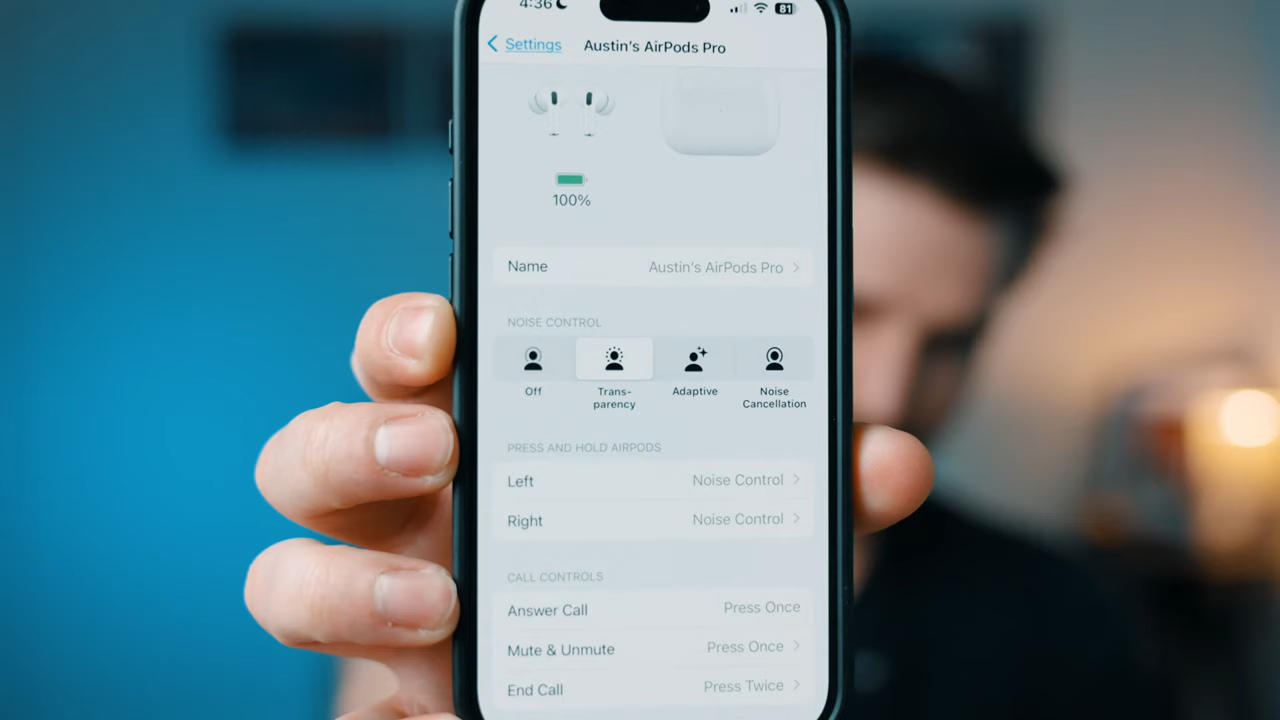 4:36
81
Settings
Austin's AirPods Pro
100%
Name
Austin's AirPods Pro
NOISE CONTROL
Off
Trans-
parency
Adaptive
Noise
Cancellation
PRESS AND HOLD AIRPODS
Left
Noise Control
Right
Noise Control
CALL CONTROLS
Answer Call
Press Once
Mute & Unmute
Press Once
End Call
Press Twice